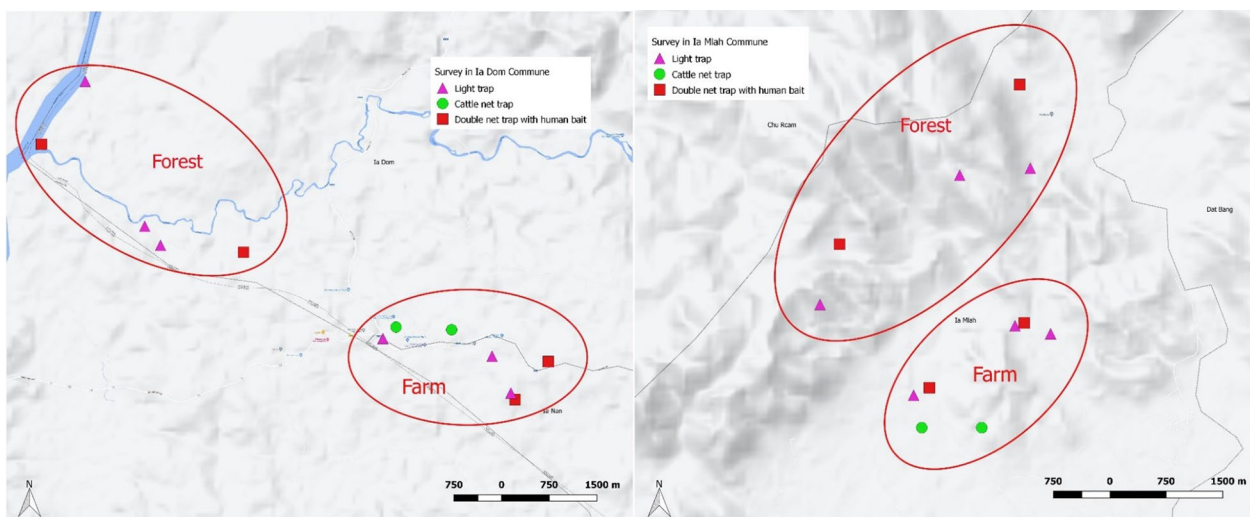 Survey in Ia Dom Commune
Light trap
Cattle net trap
Double net trap with human bait
Forest
Ia Dom
Farm
Ia Nan
N
750 0 750 1500 m
Survey in Ia Mlah Commune
Light trap
Cattle net trap
Double net trap with human bait
Chu Rcam
Forest
Dat Bang
Ia Mlah
Farm
N
750 0 750 1500 m